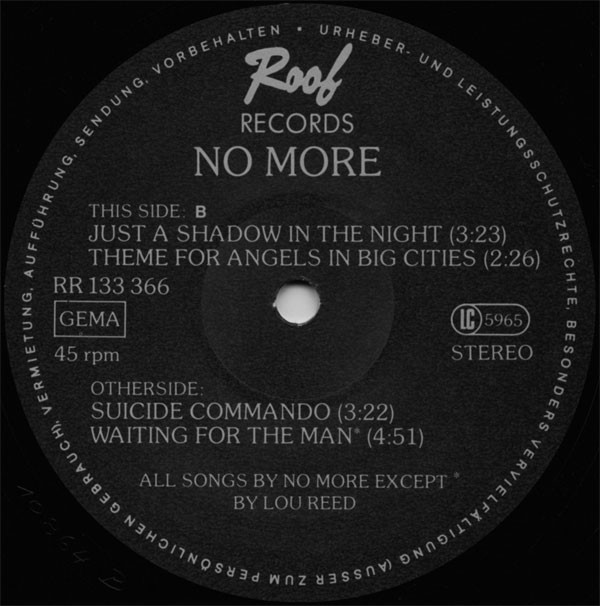 URHEBER- UND LEISTUNGSSCHUTZRECHTE, BESONDERS VERVIELFÄLTIGUNG (AUSSER ZUM PERSÖNLICHEN GEBRAUCH), VERMIETUNG, AUFFÜHRUNG, SENDUNG, VORBEHALTEN •
Roof
RECORDS
NO MORE
THIS SIDE: B
JUST A SHADOW IN THE NIGHT (3:23)
THEME FOR ANGELS IN BIG CITIES (2:26)
RR 133 366
GEMA
LC 5965
45 rpm
STEREO
OTHERSIDE:
SUICIDE COMMANDO (3:22)
WAITING FOR THE MAN* (4:51)
ALL SONGS BY NO MORE EXCEPT *
BY LOU REED